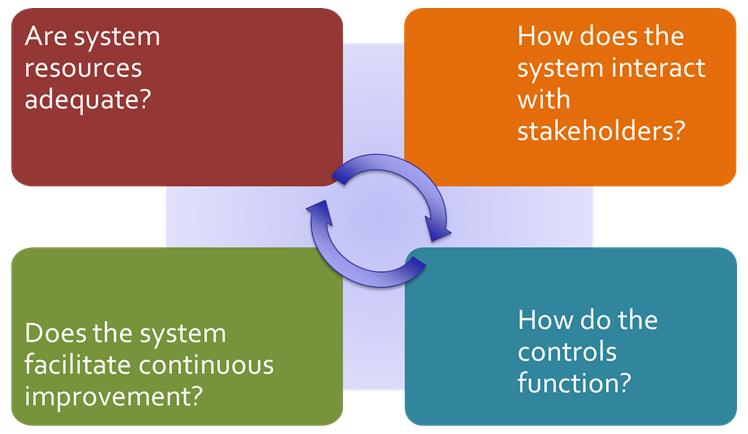 Are system
resources
adequate?
How does the
system interact
with
stakeholders?
Does the system
facilitate continuous
improvement?
How do the
controls
function?